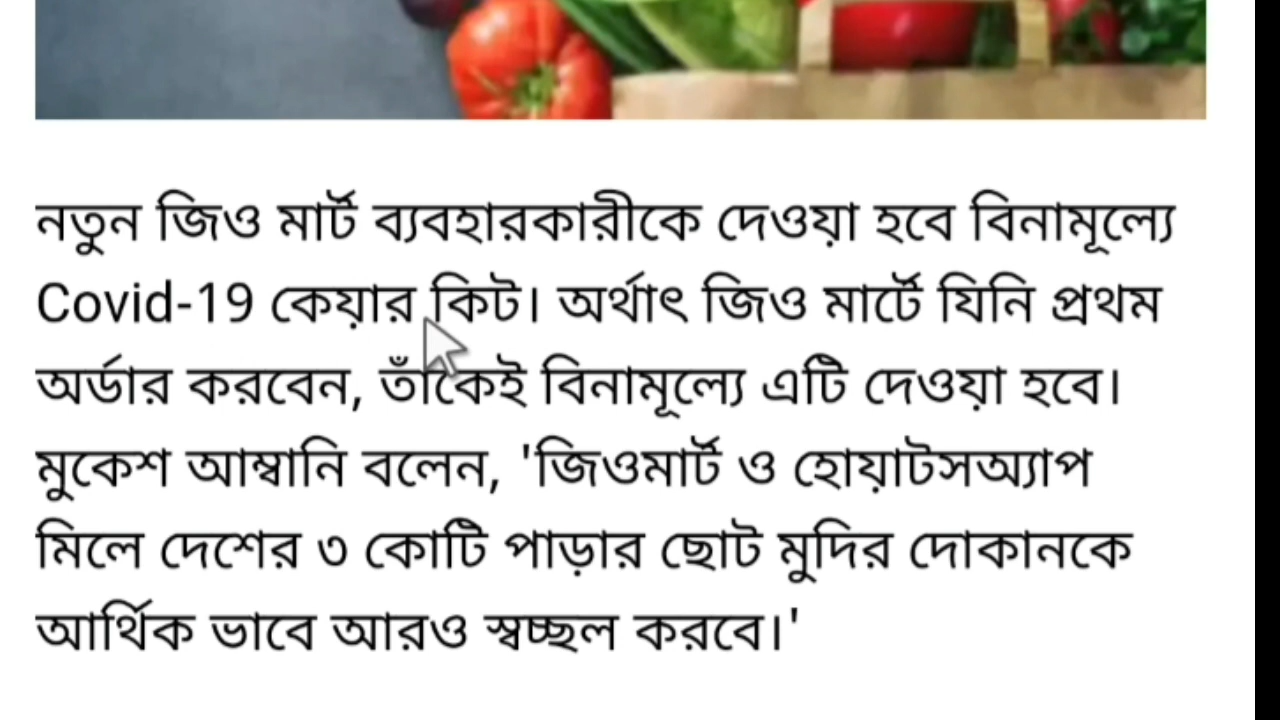 নতুন জিও মার্ট ব্যবহারকারীকে দেওয়া হবে বিনামূল্যে
Covid-19 কেয়ার কিট। অর্থাৎ জিও মার্টে যিনি প্রথম
অর্ডার করবেন, তাঁকেই বিনামূল্যে এটি দেওয়া হবে।
মুকেশ আম্বানি বলেন, 'জিওমার্ট ও হোয়াটসঅ্যাপ
মিলে দেশের ৩ কোটি পাড়ার ছোট মুদির দোকানকে
আর্থিক ভাবে আরও স্বচ্ছল করবে।'